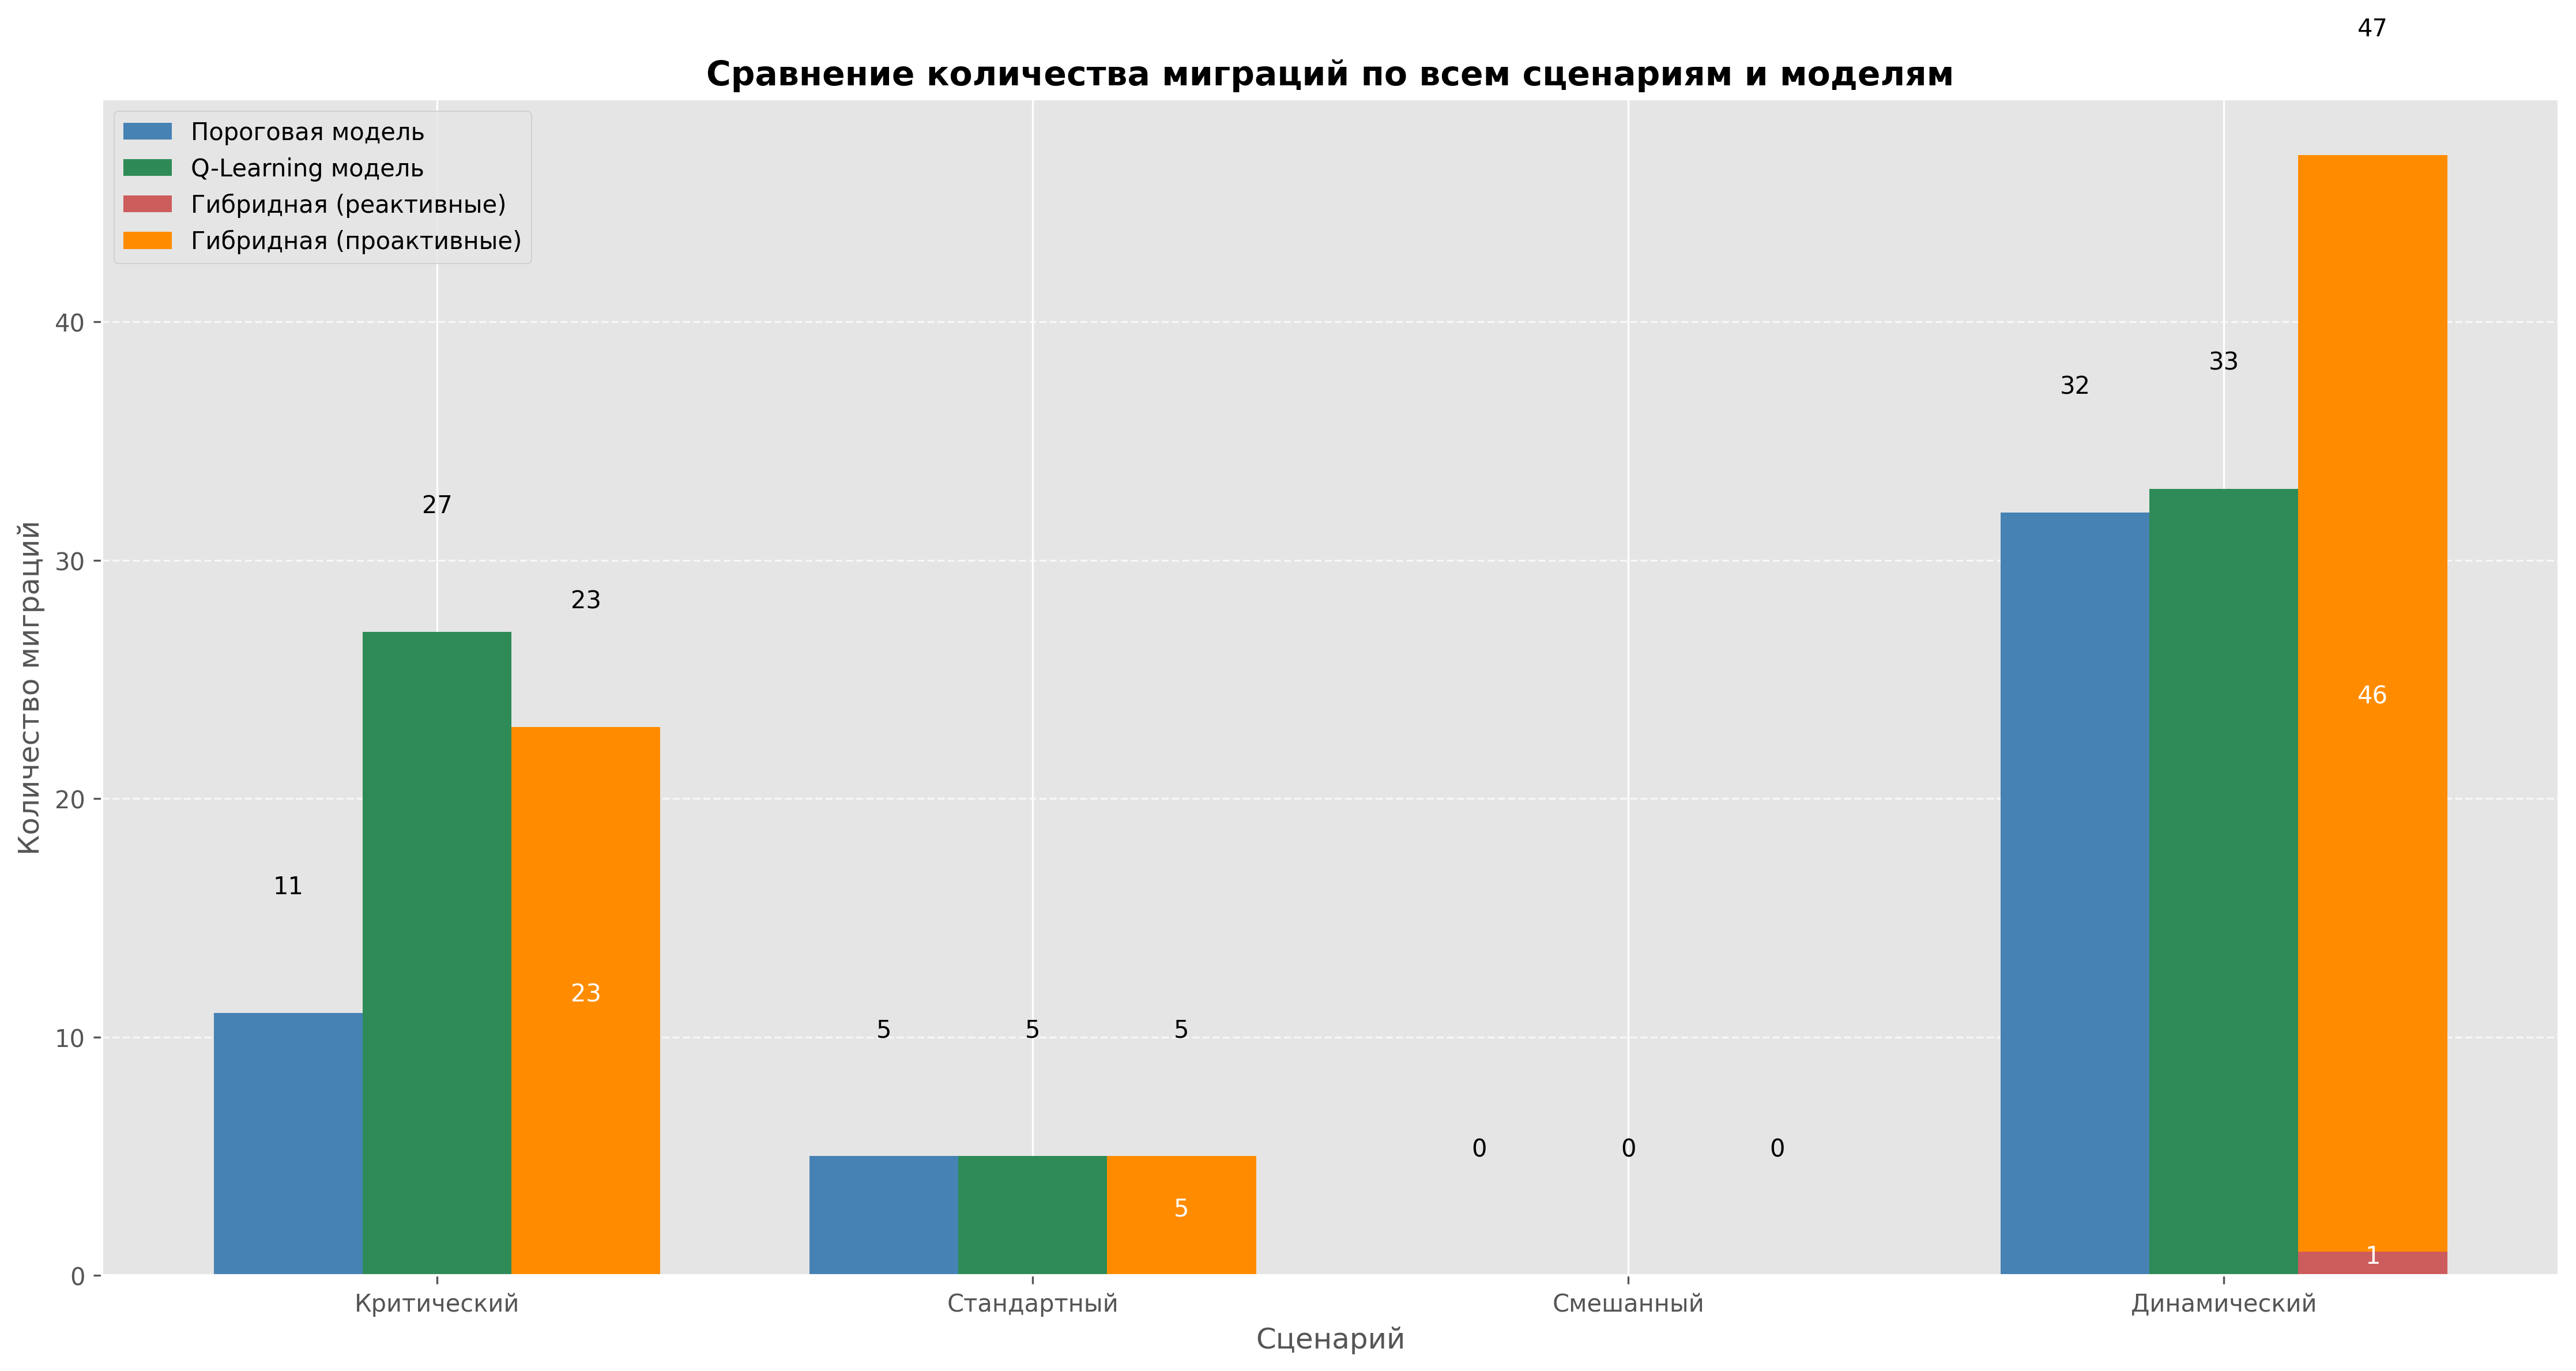 47
Сравнение количества миграций по всем сценариям и моделям
Пороговая модель
Q-Learning модель
Гибридная (реактивные)
Гибридная (проактивные)
Количество миграций
40
30
20
10
0
11
27
23
23
5
5
5
5
0
0
0
32
33
46
1
Критический
Стандартный
Смешанный
Динамический
Сценарий